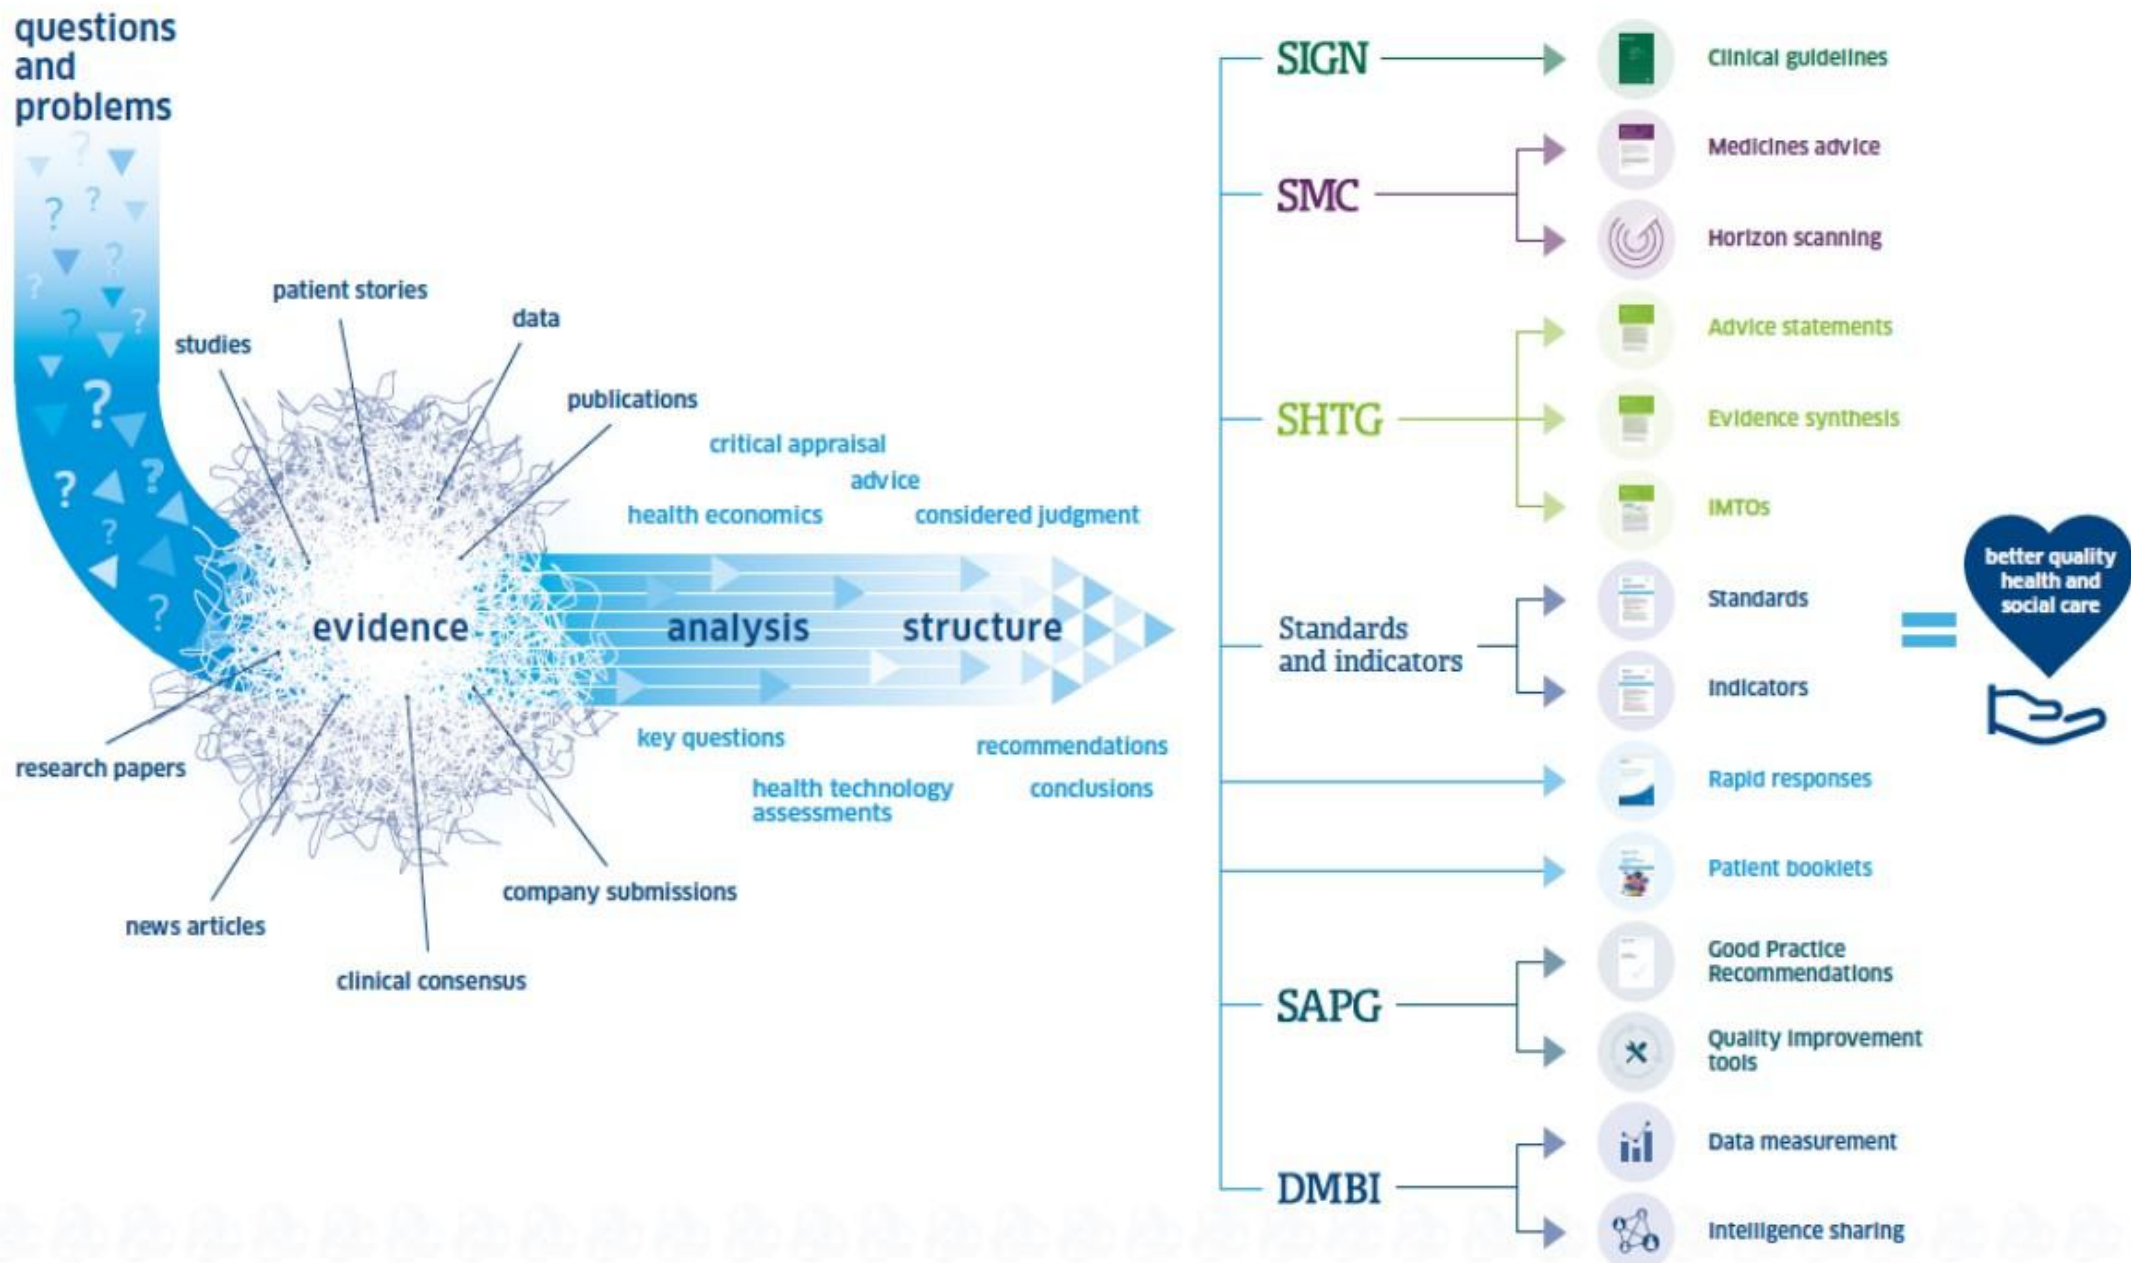 questions
and
problems
patient stories
data
studies
publications
critical appraisal
advice
health economics
considered judgment
evidence
analysis
structure
key questions
recommendations
research papers
health technology
assessments
conclusions
company submissions
news articles
clinical consensus
SIGN
Clinical guidelines
SMC
Medicines advice
Horizon scanning
SHTG
Advice statements
Evidence synthesis
IMTOs
Standards
and indicators
Standards
Indicators
Rapid responses
Patient booklets
SAPG
Good Practice
Recommendations
Quality improvement
tools
DMBI
Data measurement
Intelligence sharing
better quality
health and
social care